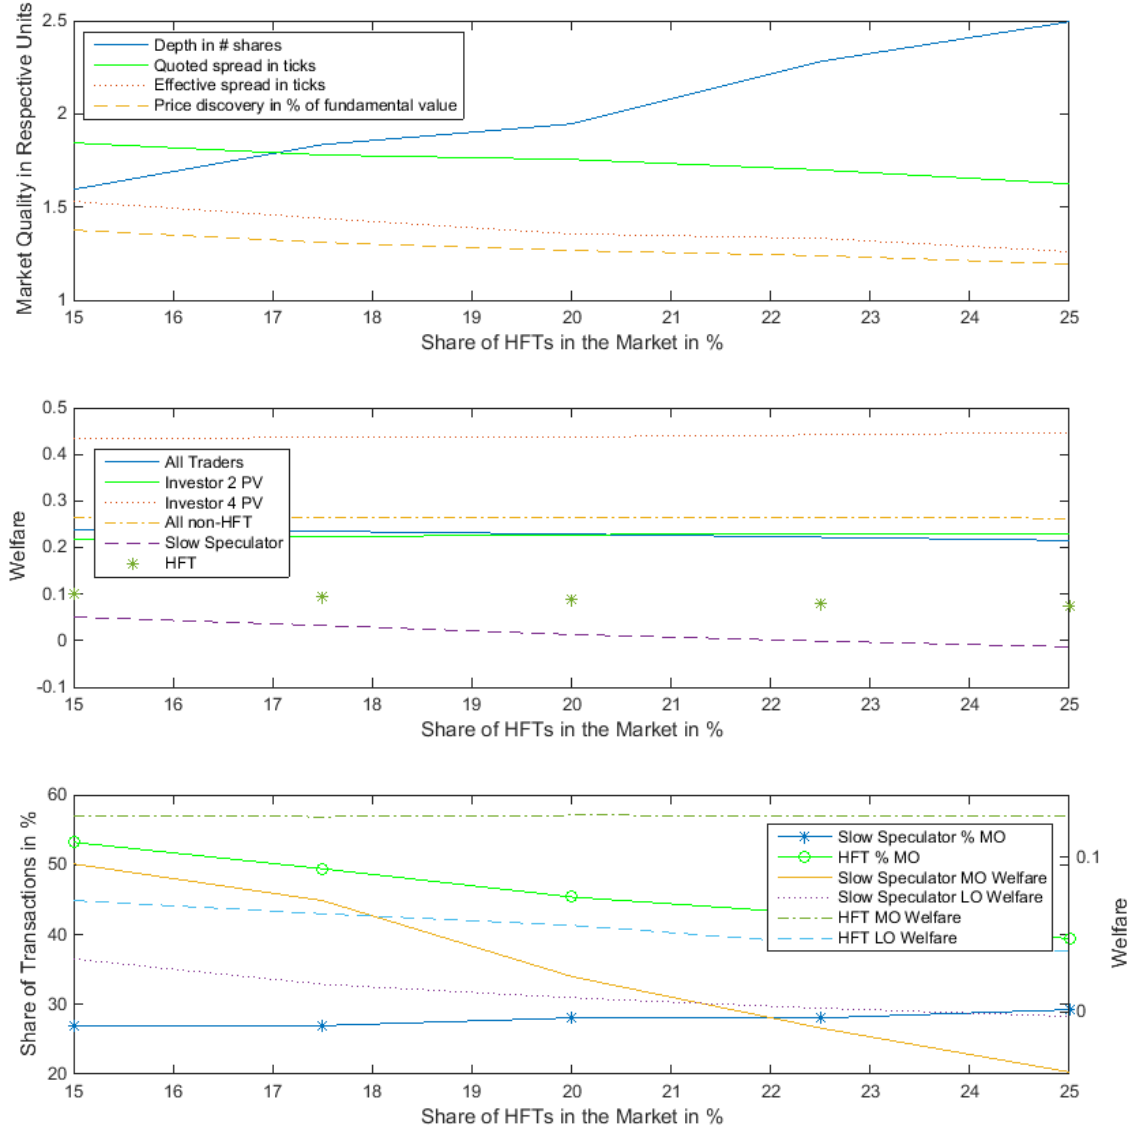 Market Quality in Respective Units
2.5
2
1.5
1
Depth in # shares
Quoted spread in ticks
Effective spread in ticks
Price discovery in % of fundamental value
15 16 17 18 19 20 21 22 23 24 25
Share of HFTs in the Market in %
Welfare
0.5
0.4
0.3
0.2
0.1
0
-0.1
All Traders
Investor 2 PV
Investor 4 PV
All non-HFT
Slow Speculator
HFT
15 16 17 18 19 20 21 22 23 24 25
Share of HFTs in the Market in %
Share of Transactions in %
60
50
40
30
20
Slow Speculator % MO
HFT % MO
Slow Speculator MO Welfare
Slow Speculator LO Welfare
HFT MO Welfare
HFT LO Welfare
0.1
0
Welfare
15 16 17 18 19 20 21 22 23 24 25
Share of HFTs in the Market in %